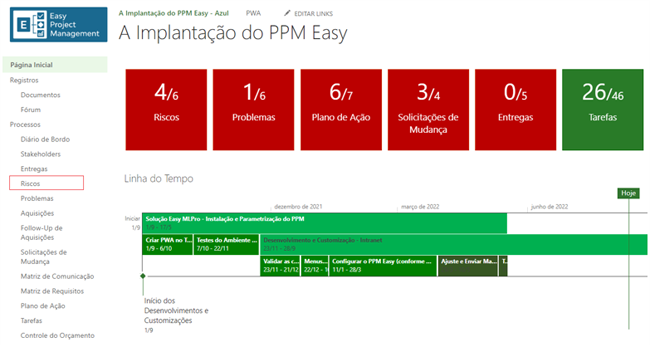 Easy
Project
Management
A Implantação do PPM Easy - Azul
PWA
EDITAR LINKS
A Implantação do PPM Easy
Página Inicial
Registros
Documentos
Fórum
Processos
Diário de Bordo
Stakeholders
Entregas
Riscos
Problemas
Aquisições
Follow-Up de
Aquisições
Solicitações de
Mudança
Matriz de Comunicação
Matriz de Requisitos
Plano de Ação
Tarefas
Controle do Orçamento
4/6
Riscos
1/6
Problemas
6/7
Plano de Ação
3/4
Solicitações de
Mudança
0/5
Entregas
26/46
Tarefas
Linha do Tempo
Hoje
dezembro de 2021
março de 2022
junho de 2022
Iniciar
1/9
Solução Easy MLPro - Instalação e Parametrização do PPM
1/9 - 17/5
Criar PWA no T...
1/9 - 6/10
Testes do Ambiente ...
7/10 - 22/11
Desenvolvimento e Customização - Intranet
Validar as c...
23/11 - 21/12
Menus...
22/12 - 1
Configurar o PPM Easy (conforme ...
11/1 - 28/3
Ajuste e Enviar Ma...
T...
Início dos
Desenvolvimentos e
Customizações
1/9